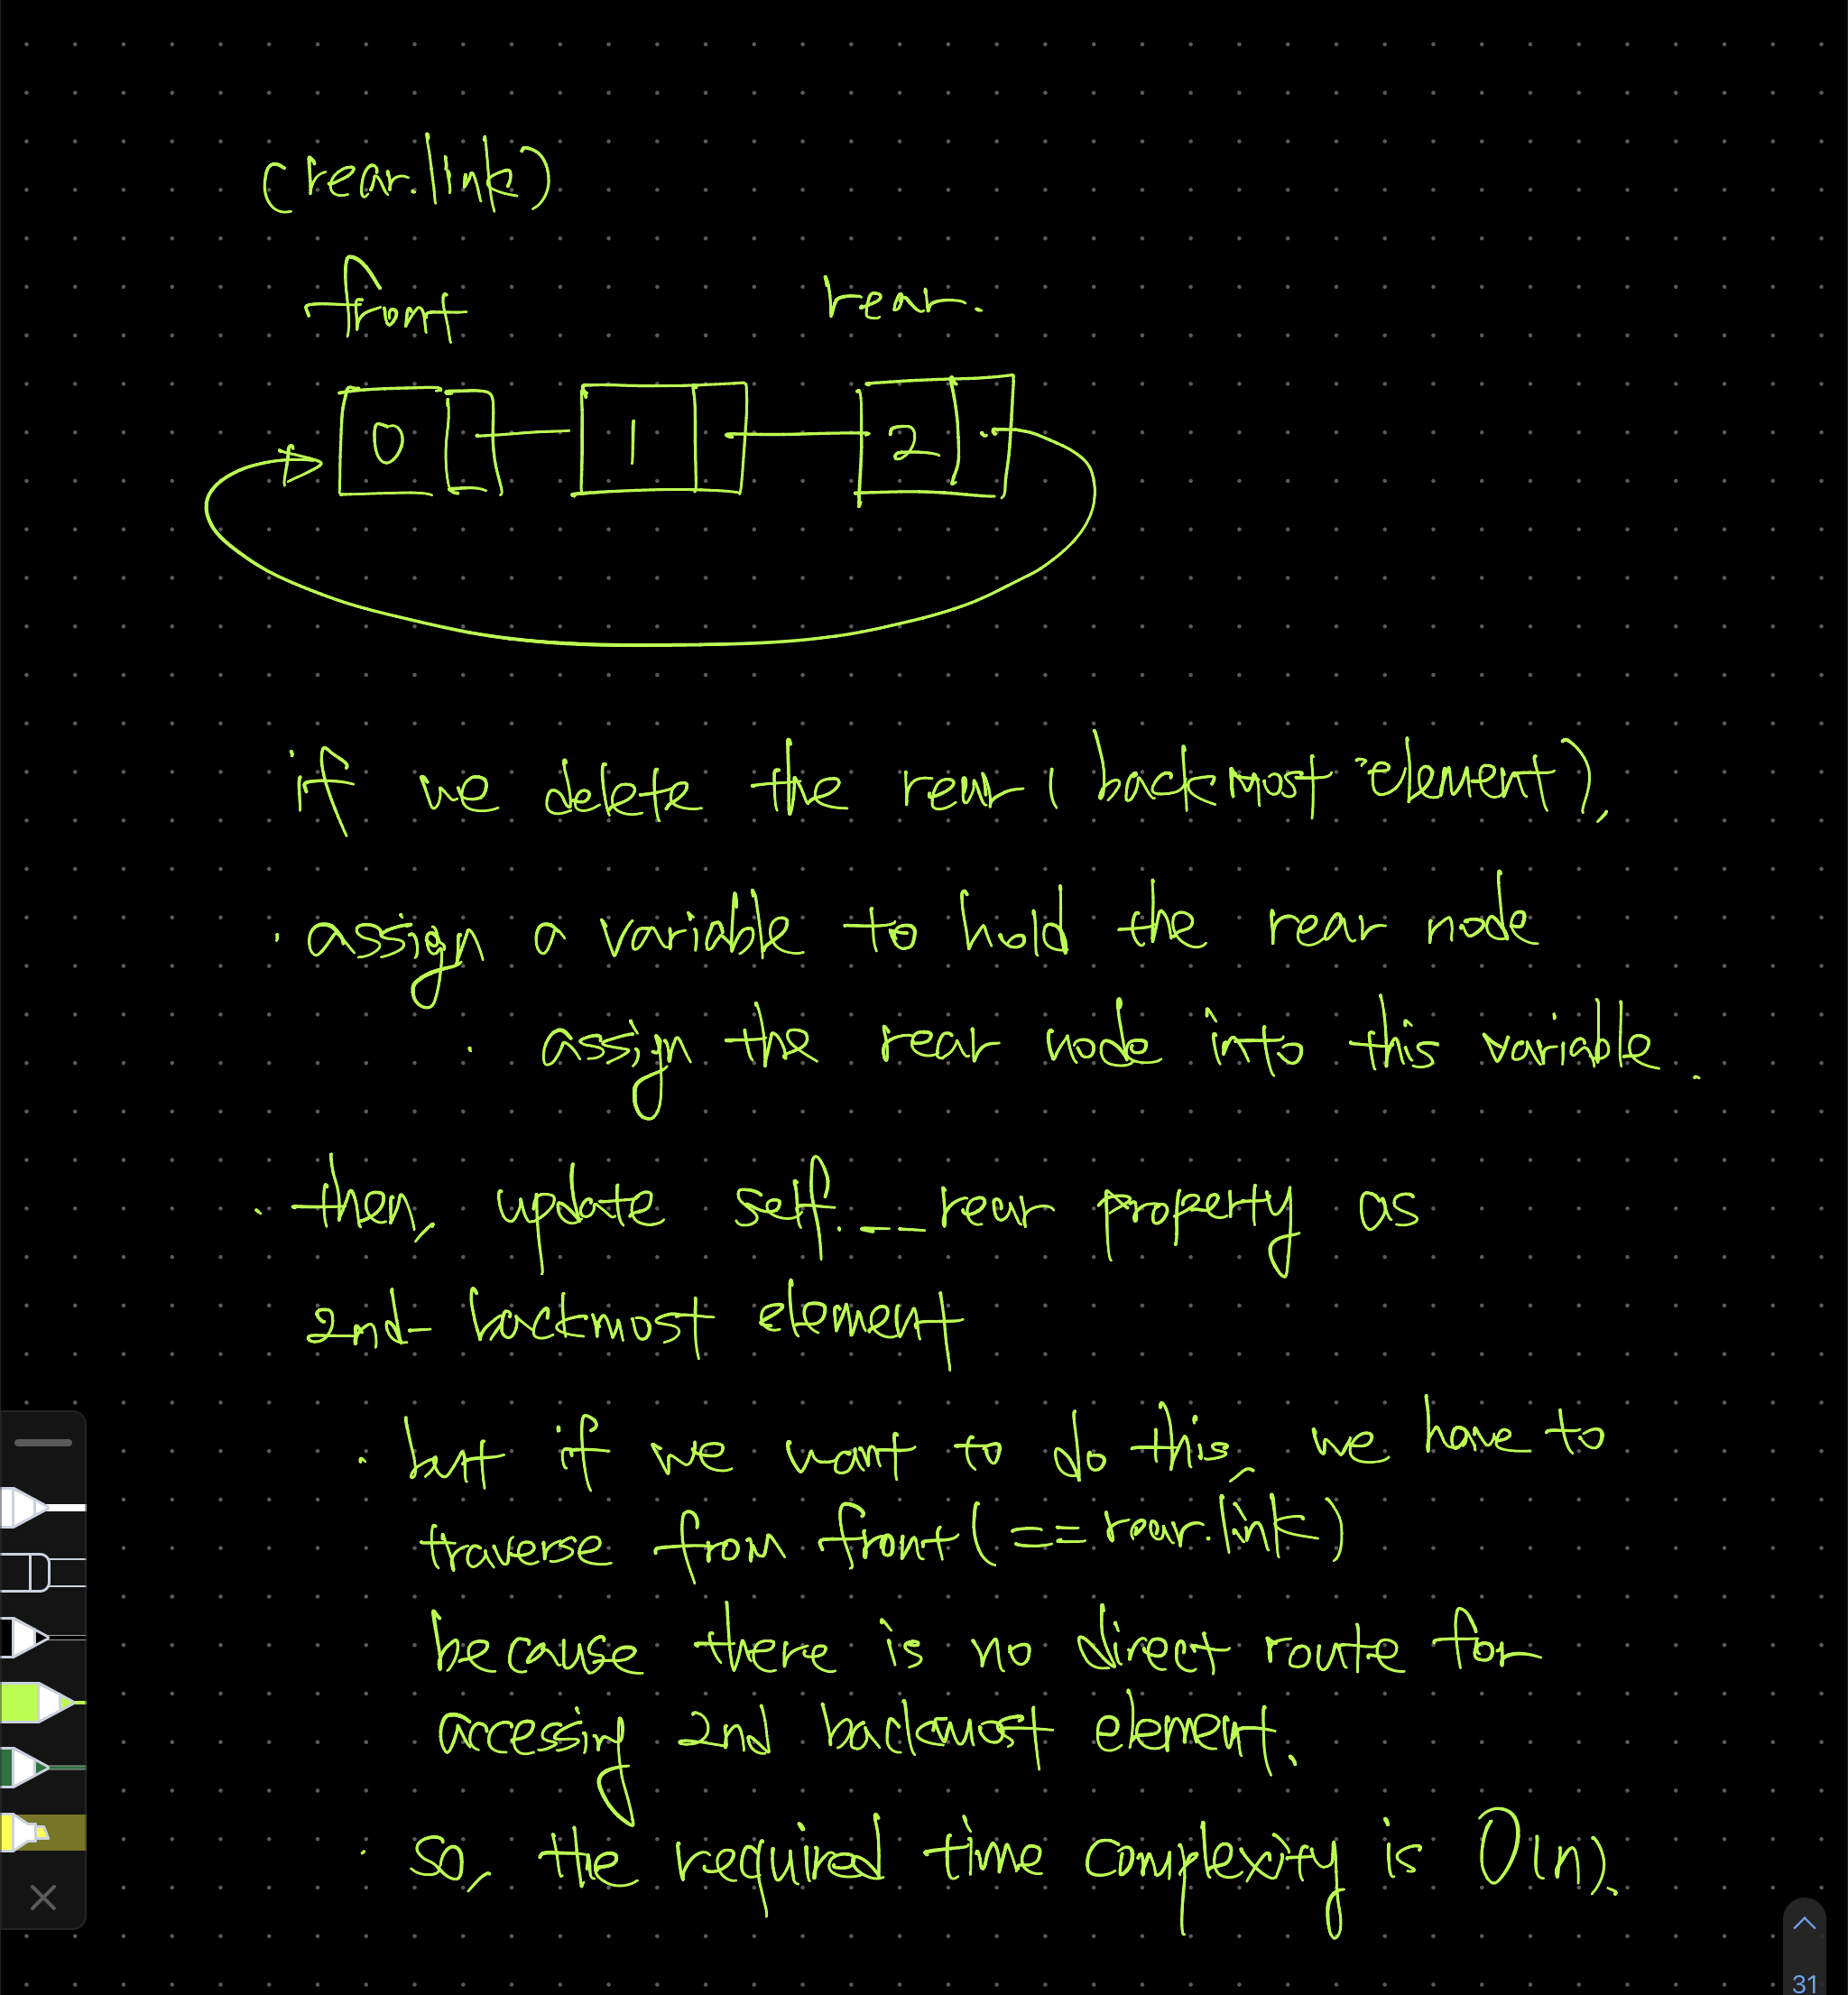 (rear.link)
front rear.
0 1 2
if we delete the rear ( backmost element),
· assign a variable to hold the rear node
· assign the rear node into this variable.
· then, update self.__rear property as
2nd- backmost element
· but if we want to do this, we have to
traverse from front (== rear.link)
because there is no direct route for
accessing 2nd backmost element.
· so, the required time complexity is O(n).
31